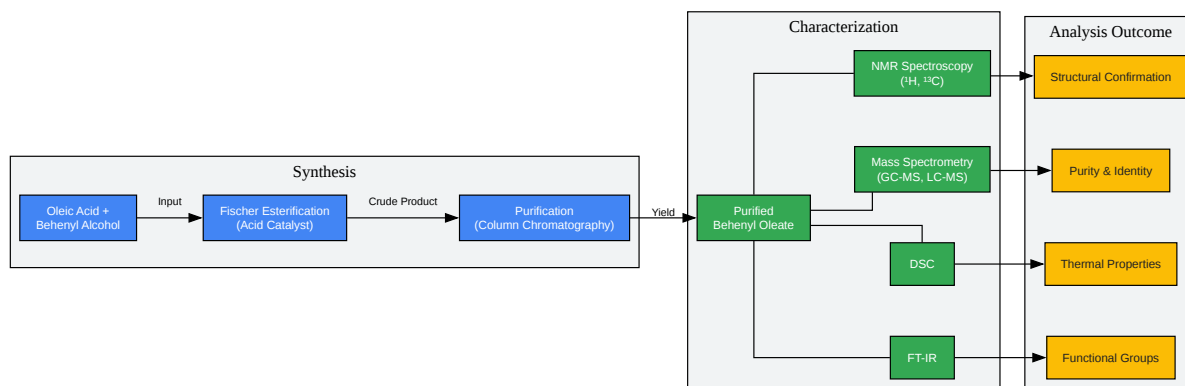 Synthesis
Oleic Acid +
Behenyl Alcohol
Input
Fischer Esterification
(Acid Catalyst)
Crude Product
Purification
(Column Chromatography)
Yield
Characterization
Purified
Behenyl Oleate
NMR Spectroscopy
(¹H, ¹³C)
Mass Spectrometry
(GC-MS, LC-MS)
DSC
FT-IR
Analysis Outcome
Structural Confirmation
Purity & Identity
Thermal Properties
Functional Groups